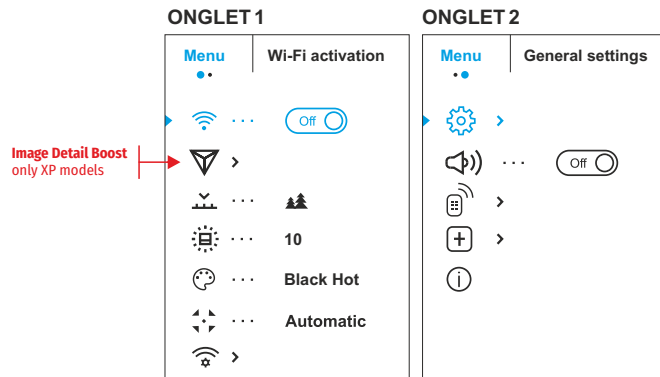 ONGLET 1
Menu
Wi-Fi activation
Off
Image Detail Boost
only XP models
10
Black Hot
Automatic
ONGLET 2
Menu
General settings
Off